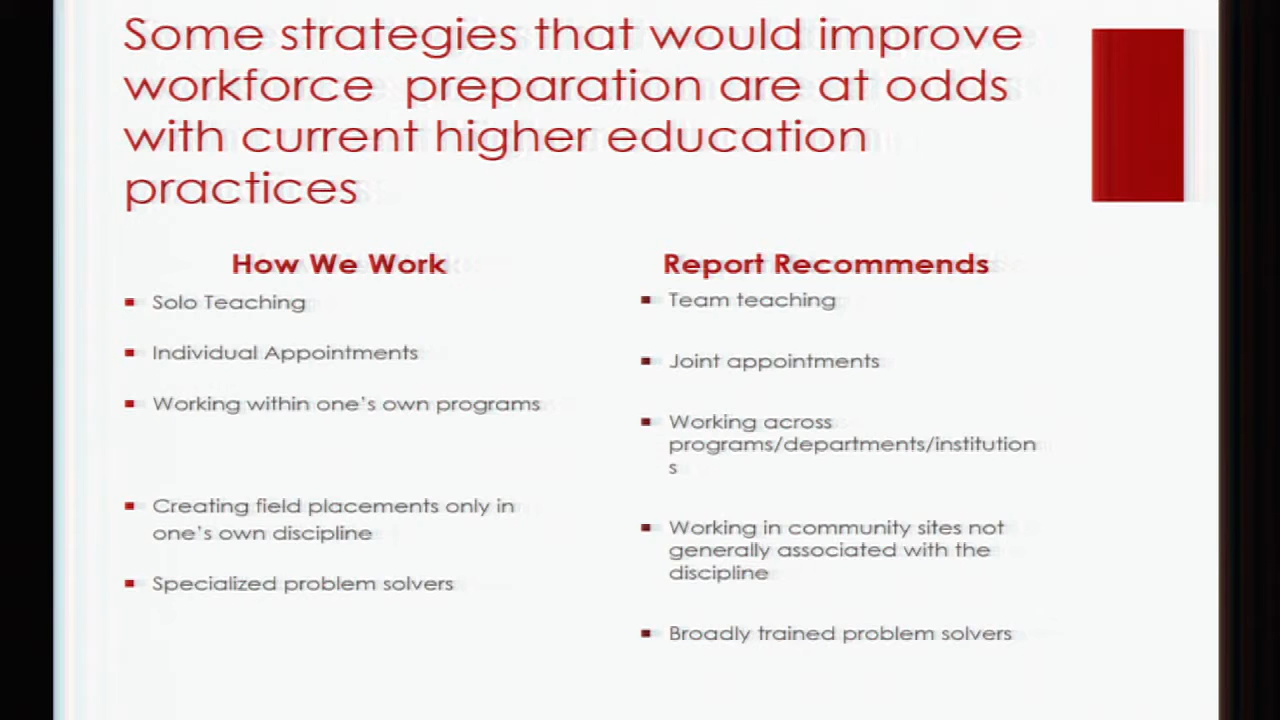 Some strategies that would improve
workforce preparation are at odds
with current higher education
practices
How We Work
Solo Teaching
Individual Appointments
Working within one's own programs
Creating field placements only in
one's own discipline
Specialized problem solvers
Report Recommends
Team teaching
Joint appointments
Working across
programs/departments/institution
s
Working in community sites not
generally associated with the
discipline
Broadly trained problem solvers